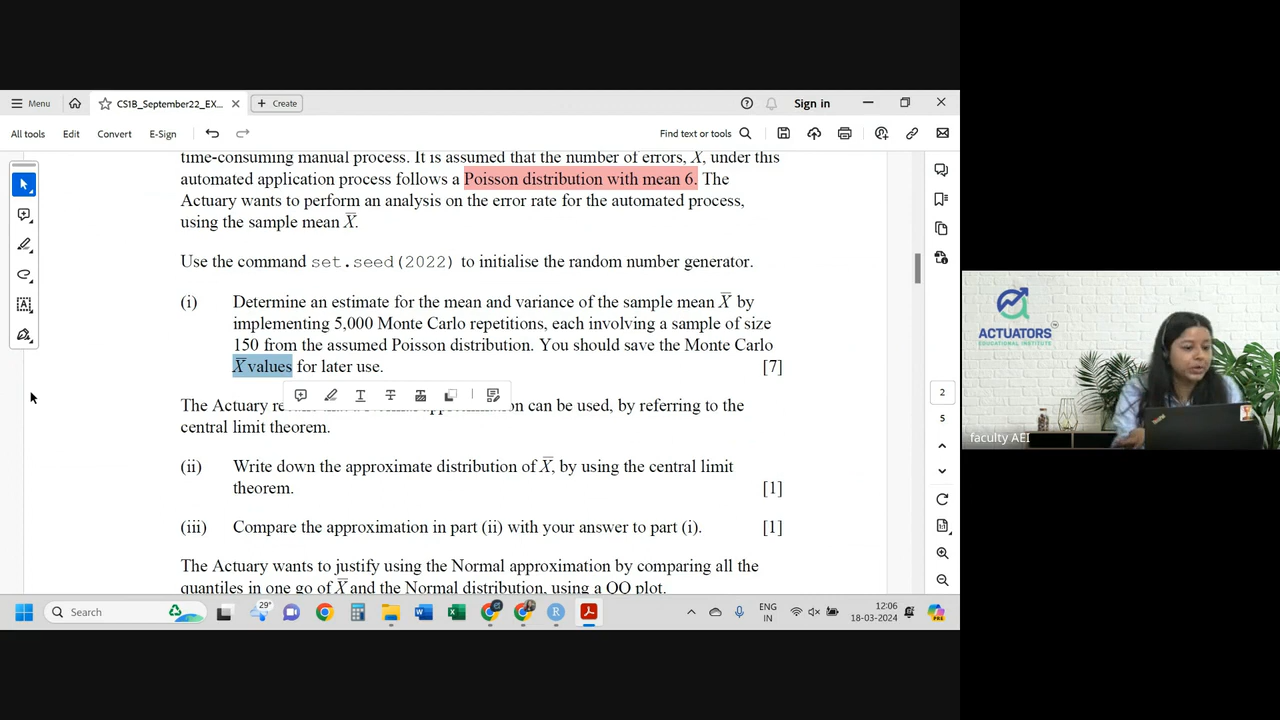 Menu
CS1B_September22_EX...
Create
Sign in
All tools
Edit
Convert
E-Sign
Find text or tools
time-consuming manual process. It is assumed that the number of errors, X, under this
automated application process follows a Poisson distribution with mean 6. The
Actuary wants to perform an analysis on the error rate for the automated process,
using the sample mean X̅.
Use the command set.seed(2022) to initialise the random number generator.
(i) Determine an estimate for the mean and variance of the sample mean X̅ by
implementing 5,000 Monte Carlo repetitions, each involving a sample of size
150 from the assumed Poisson distribution. You should save the Monte Carlo
X̅ values for later use. [7]
The Actuary can be used, by referring to the
central limit theorem.
(ii) Write down the approximate distribution of X̅, by using the central limit
theorem. [1]
(iii) Compare the approximation in part (ii) with your answer to part (i). [1]
The Actuary wants to justify using the Normal approximation by comparing all the
quantiles in one go of X̅ and the Normal distribution, using a QQ plot.
2
5
ACTUATORS
EDUCATIONAL INSTITUTE
faculty AEI
Search
29°
ENG
IN
12:06
18-03-2024